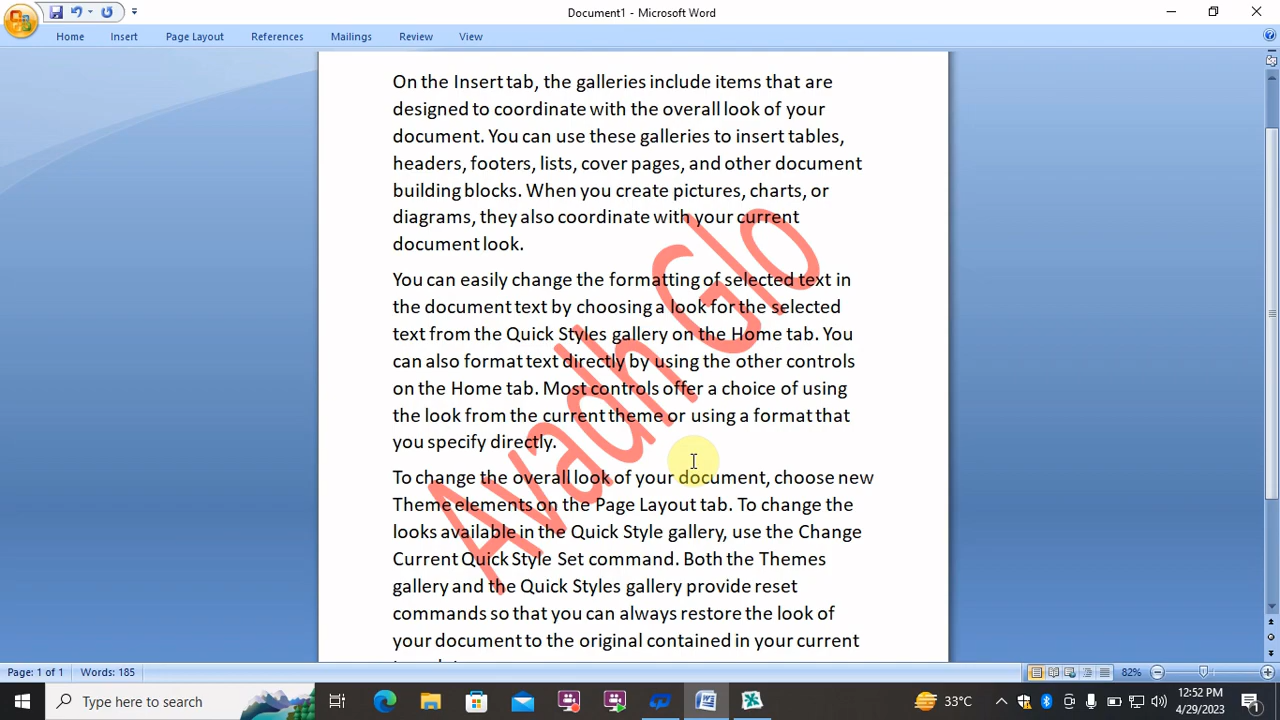 Document1 - Microsoft Word
Home Insert Page Layout References Mailings Review View
On the Insert tab, the galleries include items that are
designed to coordinate with the overall look of your
document. You can use these galleries to insert tables,
headers, footers, lists, cover pages, and other document
building blocks. When you create pictures, charts, or
diagrams, they also coordinate with your current
document look.
You can easily change the formatting of selected text in
the document text by choosing a look for the selected
text from the Quick Styles gallery on the Home tab. You
can also format text directly by using the other controls
on the Home tab. Most controls offer a choice of using
the look from the current theme or using a format that
you specify directly.
To change the overall look of your document, choose new
Theme elements on the Page Layout tab. To change the
looks available in the Quick Style gallery, use the Change
Current Quick Style Set command. Both the Themes
gallery and the Quick Styles gallery provide reset
commands so that you can always restore the look of
your document to the original contained in your current
Avadh Glo
Page: 1 of 1 Words: 185 82%
Type here to search 33°C 12:52 PM
4/29/2023